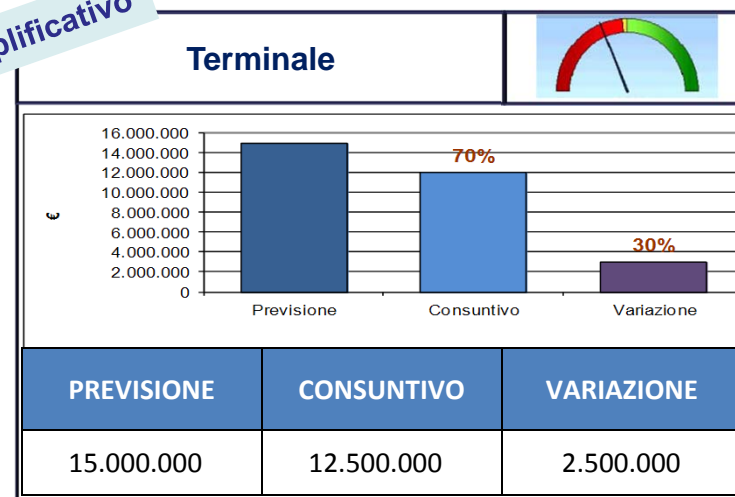 plificativo
Terminale
16.000.000
14.000.000
12.000.000
10.000.000
8.000.000
6.000.000
4.000.000
2.000.000
0
€
70%
30%
Previsione Consuntivo Variazione
PREVISIONE CONSUNTIVO VARIAZIONE
15.000.000 12.500.000 2.500.000